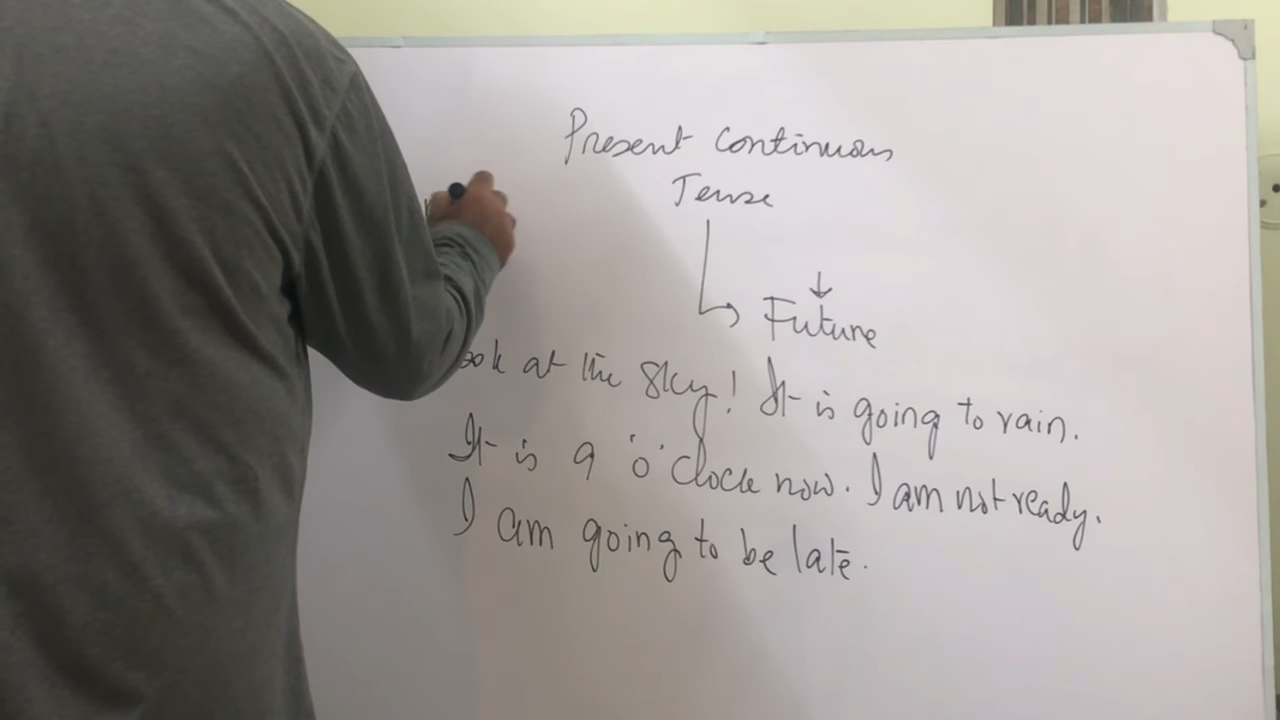 Present Continuous
Tense
Future
ook at the sky! It is going to rain.
It is 9 'o' clock now. I am not ready.
I am going to be late.